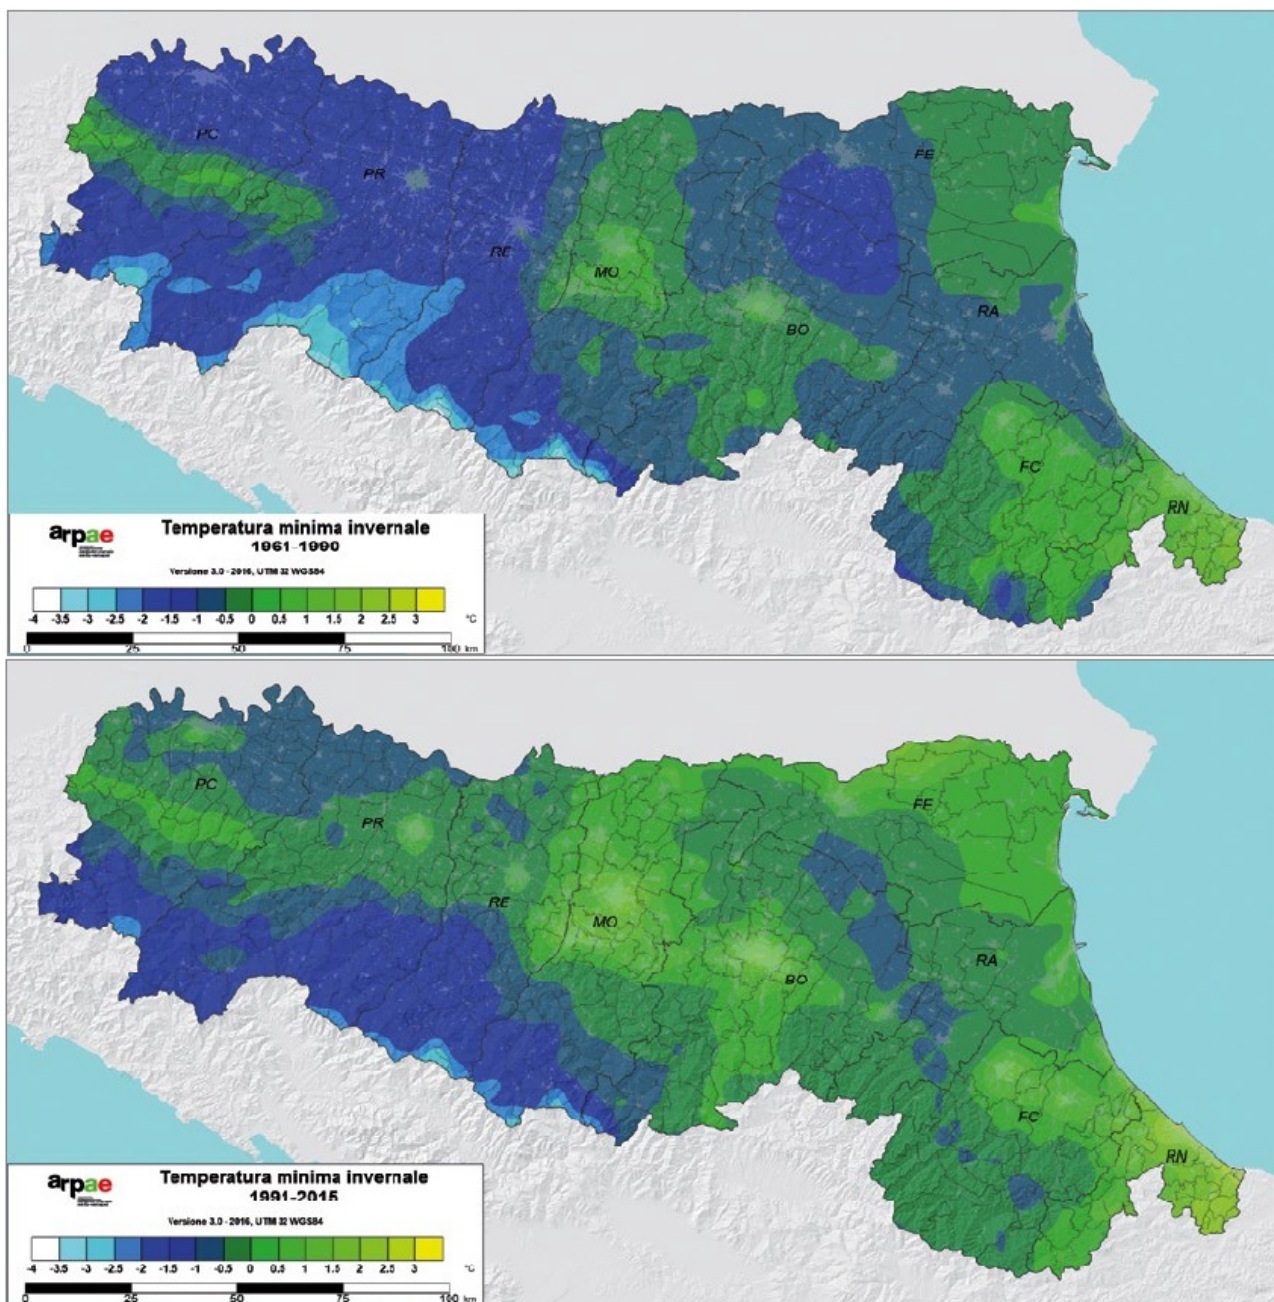 PC
PR
RE
MO
BO
FE
RA
FC
RN
arpae
Temperatura minima invernale
1961-1990
Versione 3.0 - 2016, UTM 32 WGS84
-4 -3.5 -3 -2.5 -2 -1.5 -1 -0.5 0 0.5 1 1.5 2 2.5 3 °C
0 25 50 75 100 km
PC
PR
RE
MO
BO
FE
RA
FC
RN
arpae
Temperatura minima invernale
1991-2015
Versione 3.0 - 2016, UTM 32 WGS84
-4 -3.5 -3 -2.5 -2 -1.5 -1 -0.5 0 0.5 1 1.5 2 2.5 3 °C
0 25 50 75 100 km